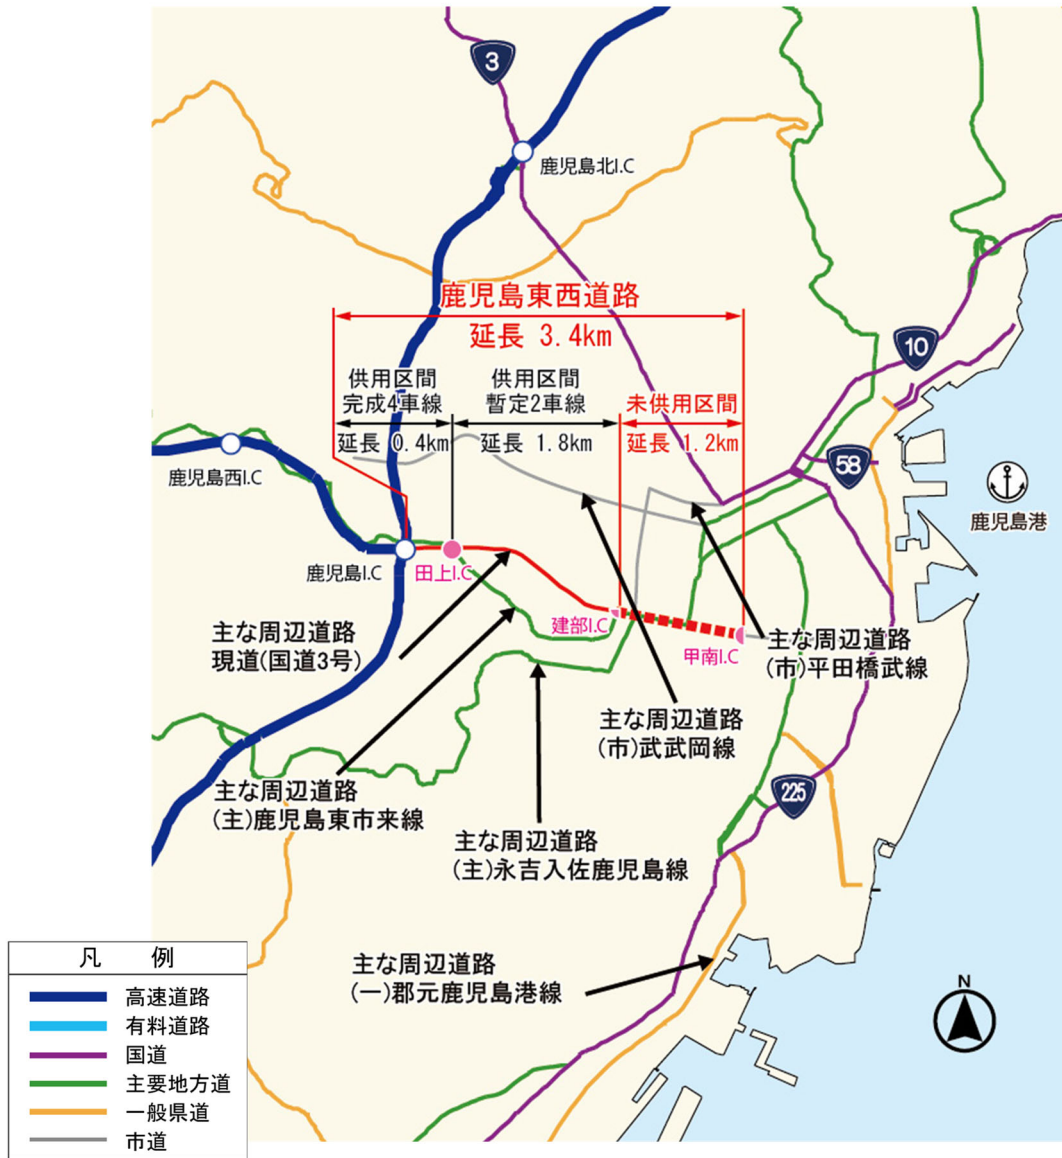 3
鹿児島北I.C
鹿児島東西道路
延長 3.4km
10
供用区間
完成4車線
延長 0.4km
供用区間
暫定2車線
延長 1.8km
未供用区間
延長 1.2km
58
鹿児島西I.C
鹿児島港
鹿児島I.C
田上I.C
建部I.C
甲南I.C
主な周辺道路
現道(国道3号)
主な周辺道路
(市)平田橋武線
主な周辺道路
(市)武武岡線
主な周辺道路
(主)鹿児島東市来線
225
主な周辺道路
(主)永吉入佐鹿児島線
主な周辺道路
(一)郡元鹿児島港線
N
凡 例
高速道路
有料道路
国道
主要地方道
一般県道
市道